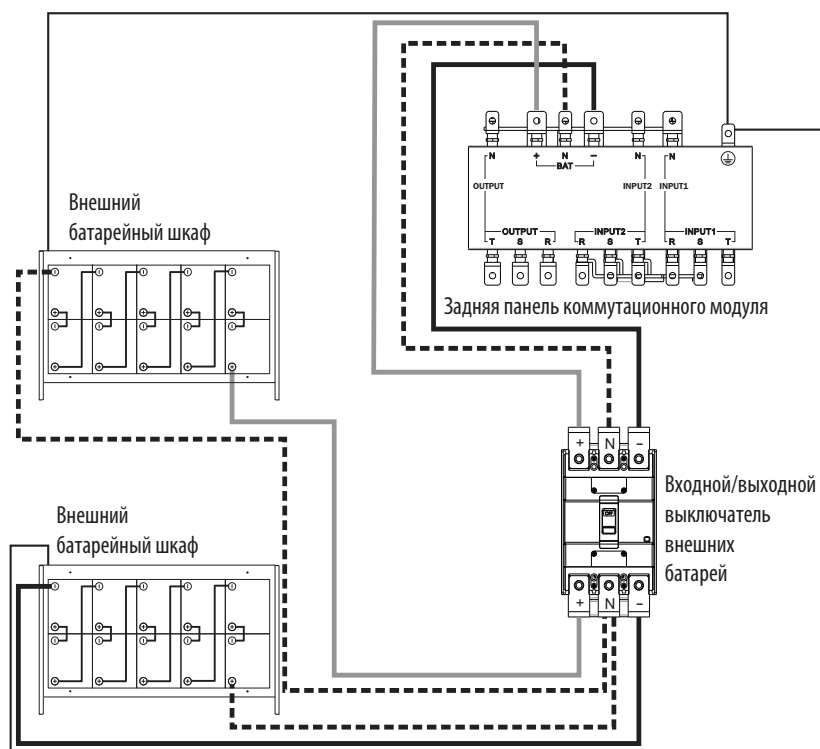 N + N − N N
BAT
OUTPUT INPUT2 INPUT1
OUTPUT INPUT2 INPUT1
T S R R S T R S T
Задняя панель коммутационного модуля
Внешний
батарейный шкаф
+ N −
OFF
Входной/выходной
выключатель
внешних
батарей
+ N −
Внешний
батарейный шкаф